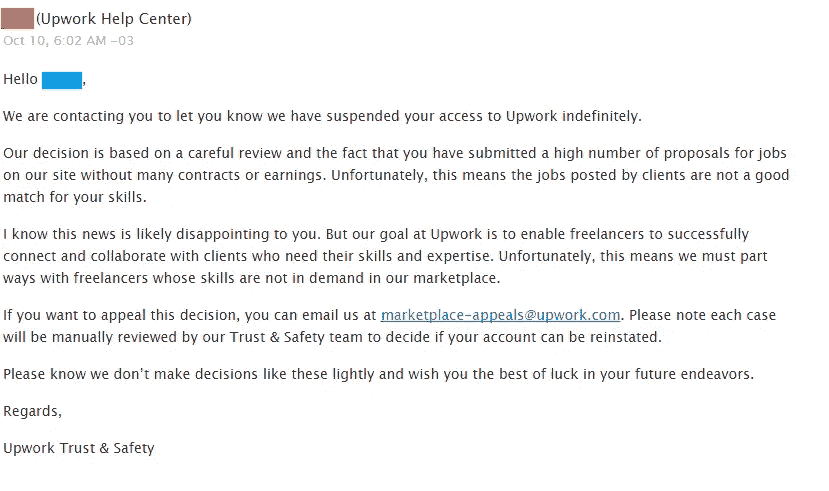 (Upwork Help Center)
Oct 10, 6:02 AM -03
Hello ,
We are contacting you to let you know we have suspended your access to Upwork indefinitely.
Our decision is based on a careful review and the fact that you have submitted a high number of proposals for jobs
on our site without many contracts or earnings. Unfortunately, this means the jobs posted by clients are not a good
match for your skills.
I know this news is likely disappointing to you. But our goal at Upwork is to enable freelancers to successfully
connect and collaborate with clients who need their skills and expertise. Unfortunately, this means we must part
ways with freelancers whose skills are not in demand in our marketplace.
If you want to appeal this decision, you can email us at marketplace-appeals@upwork.com. Please note each case
will be manually reviewed by our Trust & Safety team to decide if your account can be reinstated.
Please know we don't make decisions like these lightly and wish you the best of luck in your future endeavors.
Regards,
Upwork Trust & Safety